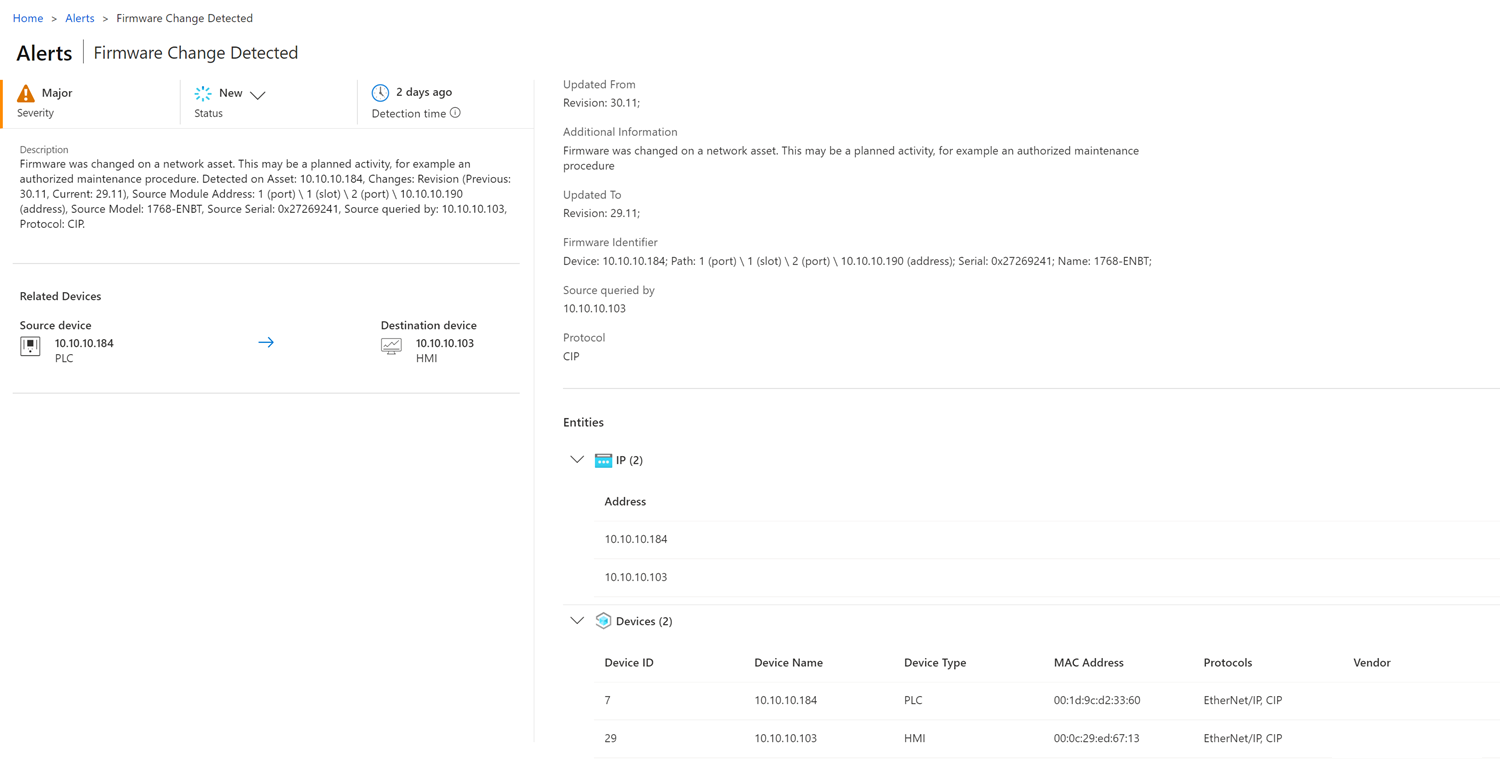 Home > Alerts > Firmware Change Detected
Alerts | Firmware Change Detected
Major
Severity
New
Status
2 days ago
Detection time
Description
Firmware was changed on a network asset. This may be a planned activity, for example an
authorized maintenance procedure. Detected on Asset: 10.10.10.184, Changes: Revision (Previous:
30.11, Current: 29.11), Source Module Address: 1 (port) \ 1 (slot) \ 2 (port) \ 10.10.10.190
(address), Source Model: 1768-ENBT, Source Serial: 0x27269241, Source queried by: 10.10.10.103,
Protocol: CIP.
Related Devices
Source device
10.10.10.184
PLC
Destination device
10.10.10.103
HMI
Updated From
Revision: 30.11;
Additional Information
Firmware was changed on a network asset. This may be a planned activity, for example an authorized maintenance
procedure
Updated To
Revision: 29.11;
Firmware Identifier
Device: 10.10.10.184; Path: 1 (port) \ 1 (slot) \ 2 (port) \ 10.10.10.190 (address); Serial: 0x27269241; Name: 1768-ENBT;
Source queried by
10.10.10.103
Protocol
CIP
Entities
IP (2)
Address
10.10.10.184
10.10.10.103
Devices (2)
Device ID Device Name Device Type MAC Address Protocols Vendor
7 10.10.10.184 PLC 00:1d:9c:d2:33:60 EtherNet/IP, CIP
29 10.10.10.103 HMI 00:0c:29:ed:67:13 EtherNet/IP, CIP